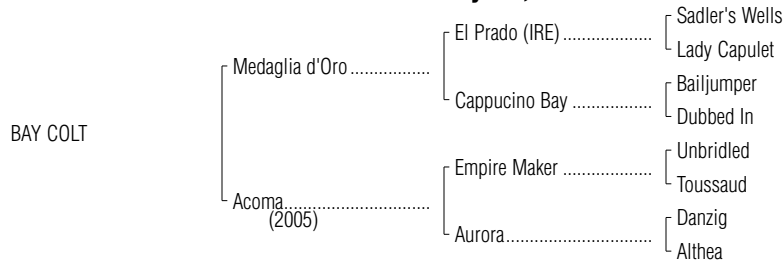 Sadler's Wells
El Prado (IRE) ....................
Lady Capulet
Medaglia d'Oro .................
Bailjumper
Cappucino Bay ..................
Dubbed In
BAY COLT
Unbridled
Empire Maker ....................
Toussaud
Acoma..............................
(2005)
Danzig
Aurora.................................
Althea